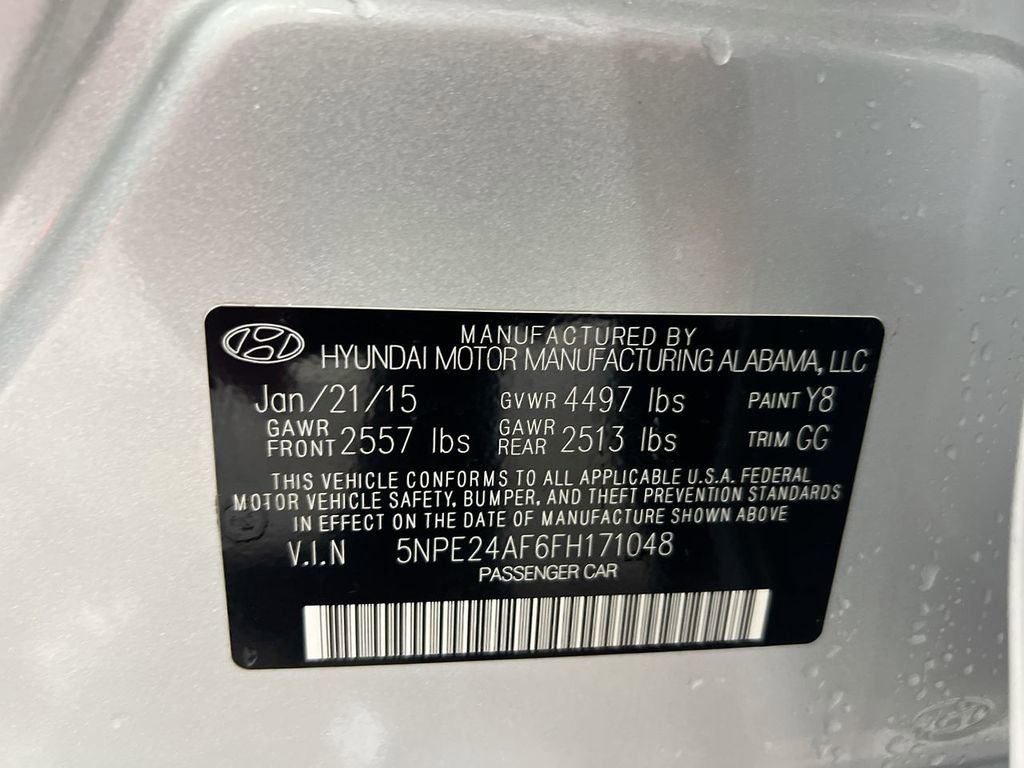 MANUFACTURED BY
HYUNDAI MOTOR MANUFACTURING ALABAMA, LLC
Jan/21/15 GVWR 4497 lbs PAINT Y8
GAWR FRONT 2557 lbs GAWR REAR 2513 lbs TRIM GG
THIS VEHICLE CONFORMS TO ALL APPLICABLE U.S.A. FEDERAL
MOTOR VEHICLE SAFETY, BUMPER, AND THEFT PREVENTION STANDARDS
IN EFFECT ON THE DATE OF MANUFACTURE SHOWN ABOVE
V.I.N 5NPE24AF6FH171048
PASSENGER CAR